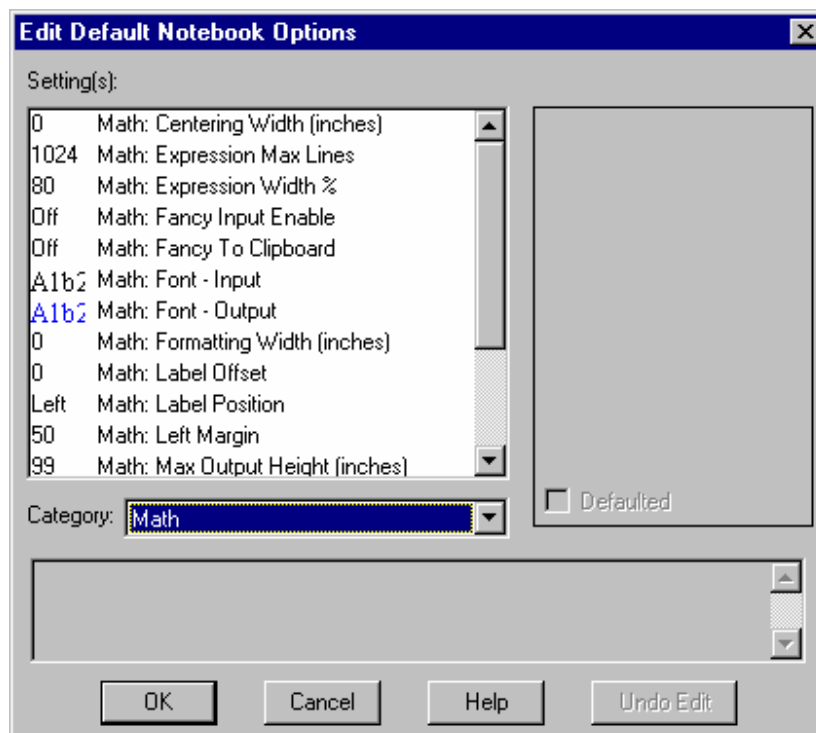 Edit Default Notebook Options
Setting(s):
0 Math: Centering Width (inches)
1024 Math: Expression Max Lines
80 Math: Expression Width %
Off Math: Fancy Input Enable
Off Math: Fancy To Clipboard
A1b2 Math: Font - Input
A1b2 Math: Font - Output
0 Math: Formatting Width (inches)
0 Math: Label Offset
Left Math: Label Position
50 Math: Left Margin
99 Math: Max Output Height (inches)
Defaulted
Category: Math
OK Cancel Help Undo Edit